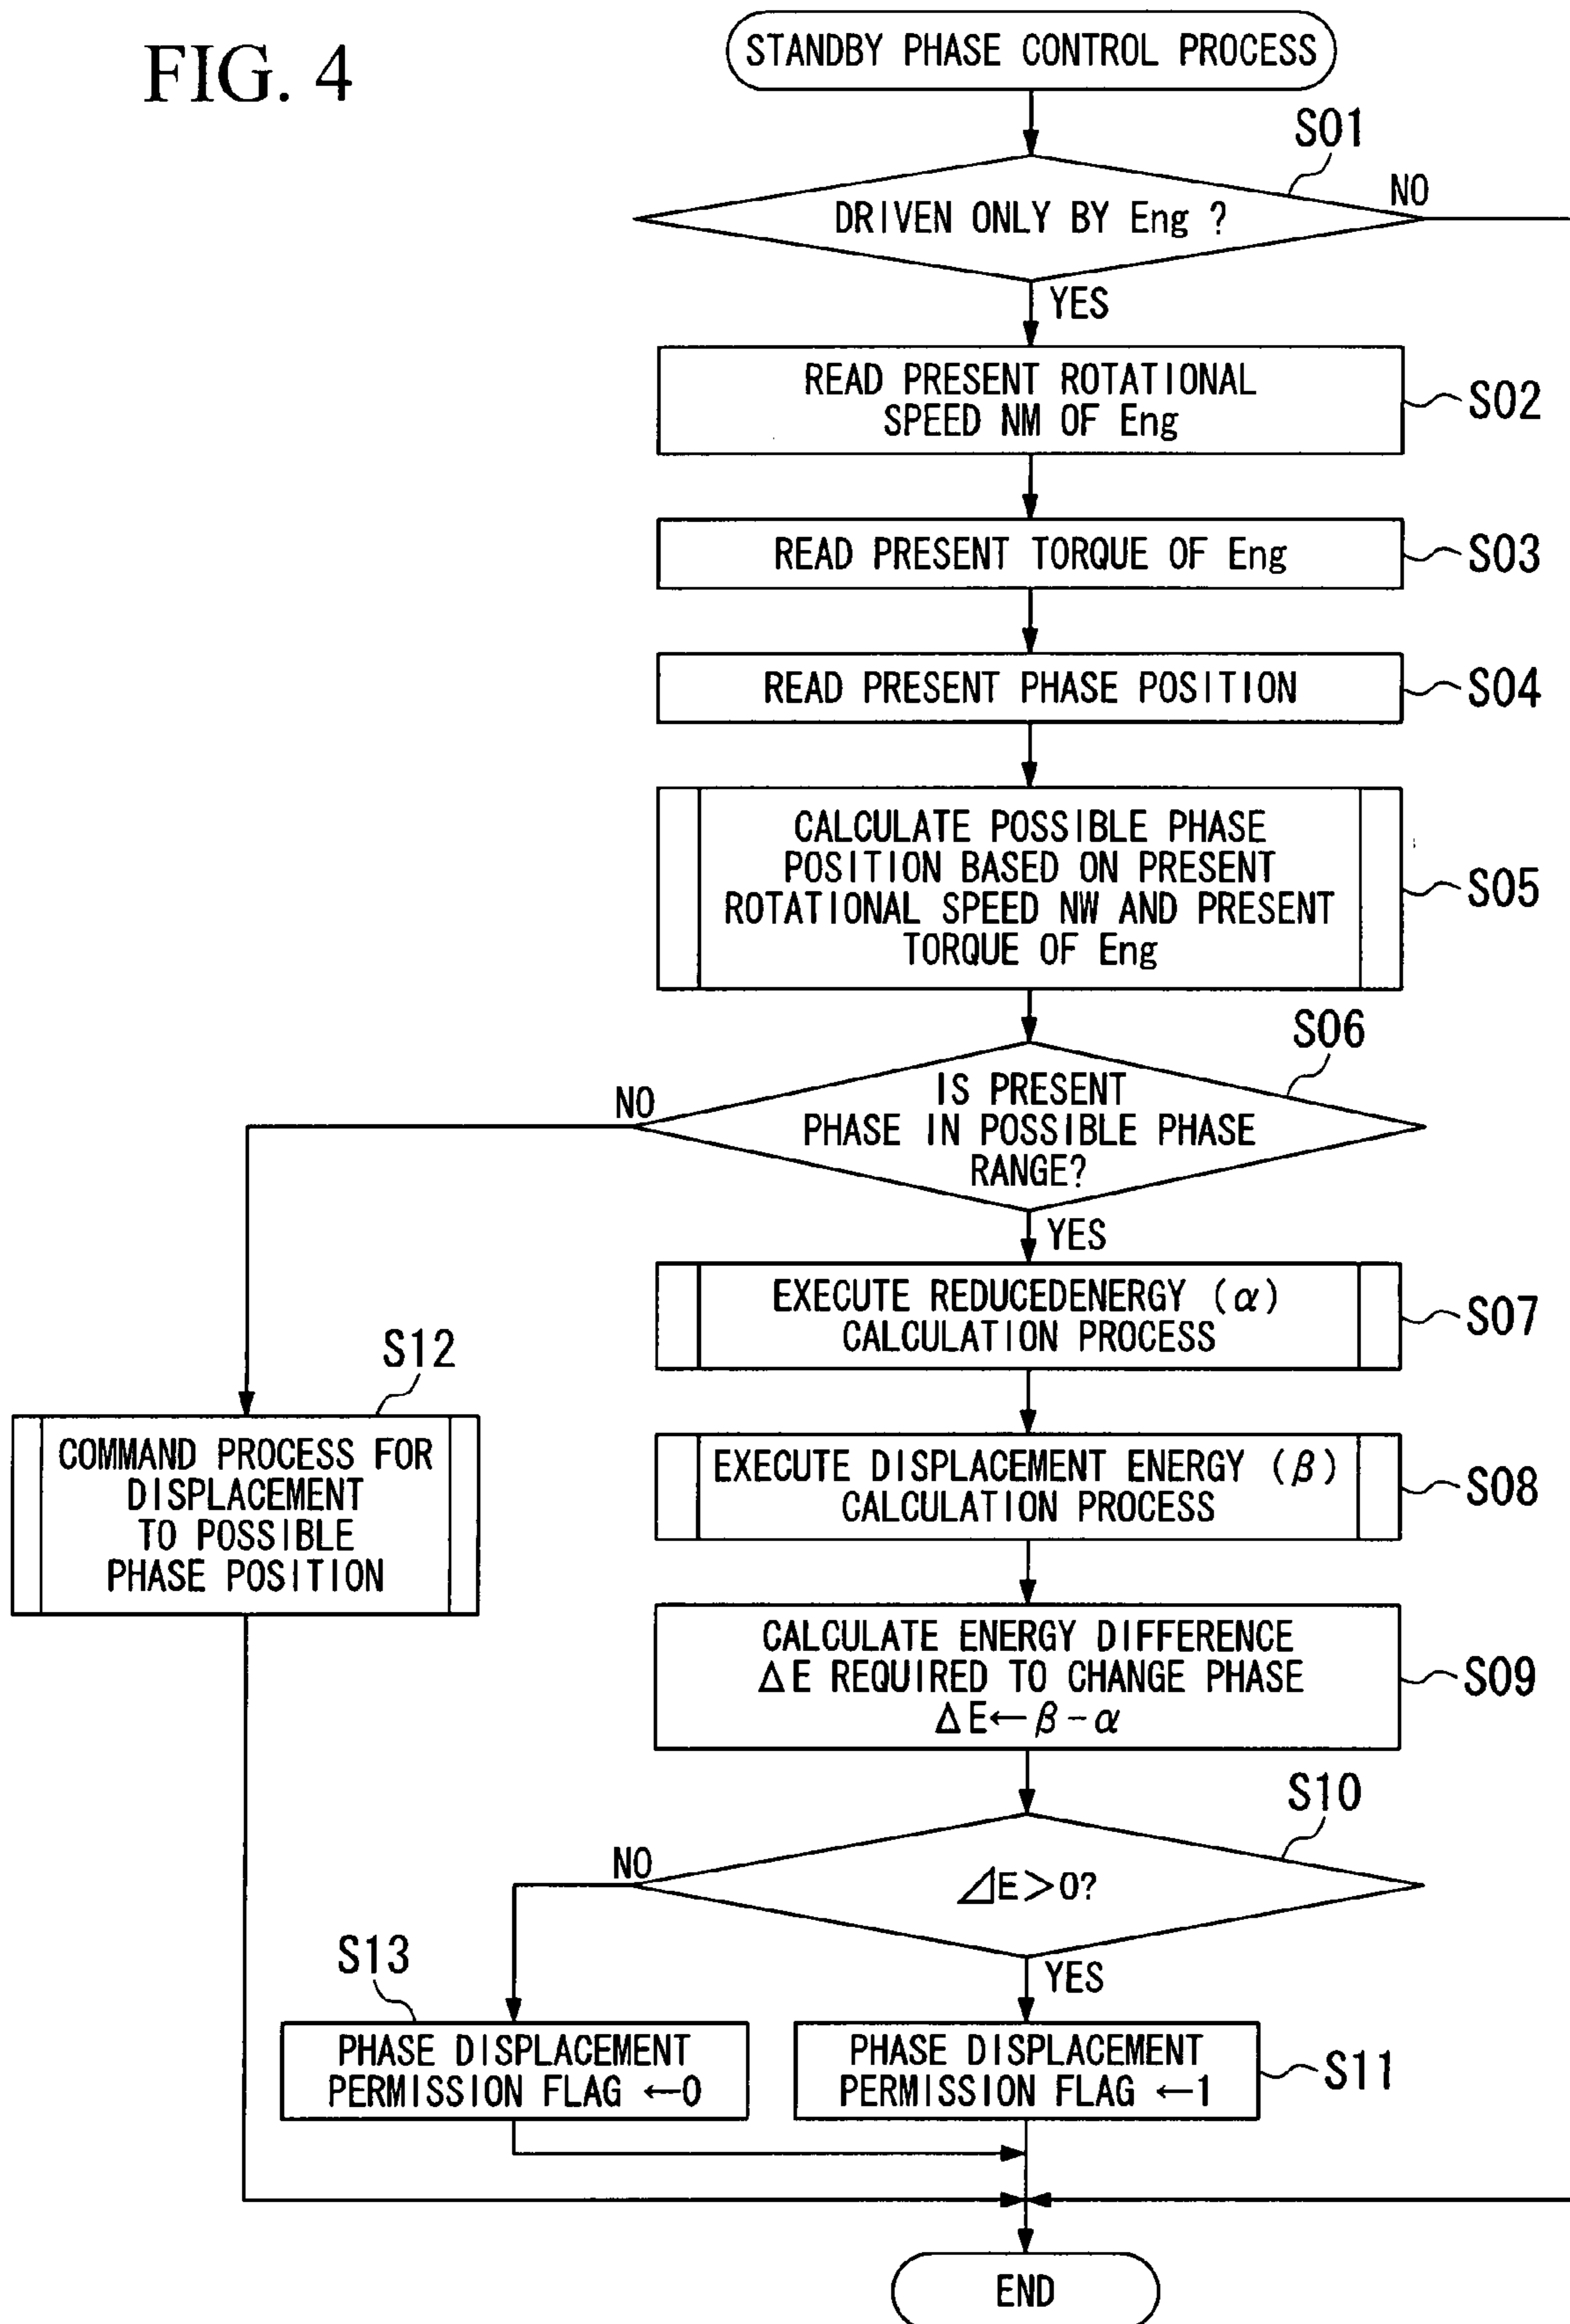 FIG. 4
STANDBY PHASE CONTROL PROCESS
S01
DRIVEN ONLY BY Eng ?
NO
YES
READ PRESENT ROTATIONAL
SPEED NM OF Eng
S02
READ PRESENT TORQUE OF Eng
S03
READ PRESENT PHASE POSITION
S04
CALCULATE POSSIBLE PHASE
POSITION BASED ON PRESENT
ROTATIONAL SPEED NW AND PRESENT
TORQUE OF Eng
S05
S06
NO
IS PRESENT
PHASE IN POSSIBLE PHASE
RANGE?
YES
EXECUTE REDUCEDENERGY (α)
CALCULATION PROCESS
S07
S12
COMMAND PROCESS FOR
DISPLACEMENT
TO POSSIBLE
PHASE POSITION
EXECUTE DISPLACEMENT ENERGY (β)
CALCULATION PROCESS
S08
CALCULATE ENERGY DIFFERENCE
ΔE REQUIRED TO CHANGE PHASE
ΔE←β-α
S09
S10
NO
⊿E>0?
YES
S13
PHASE DISPLACEMENT
PERMISSION FLAG ←0
PHASE DISPLACEMENT
PERMISSION FLAG ←1
S11
END